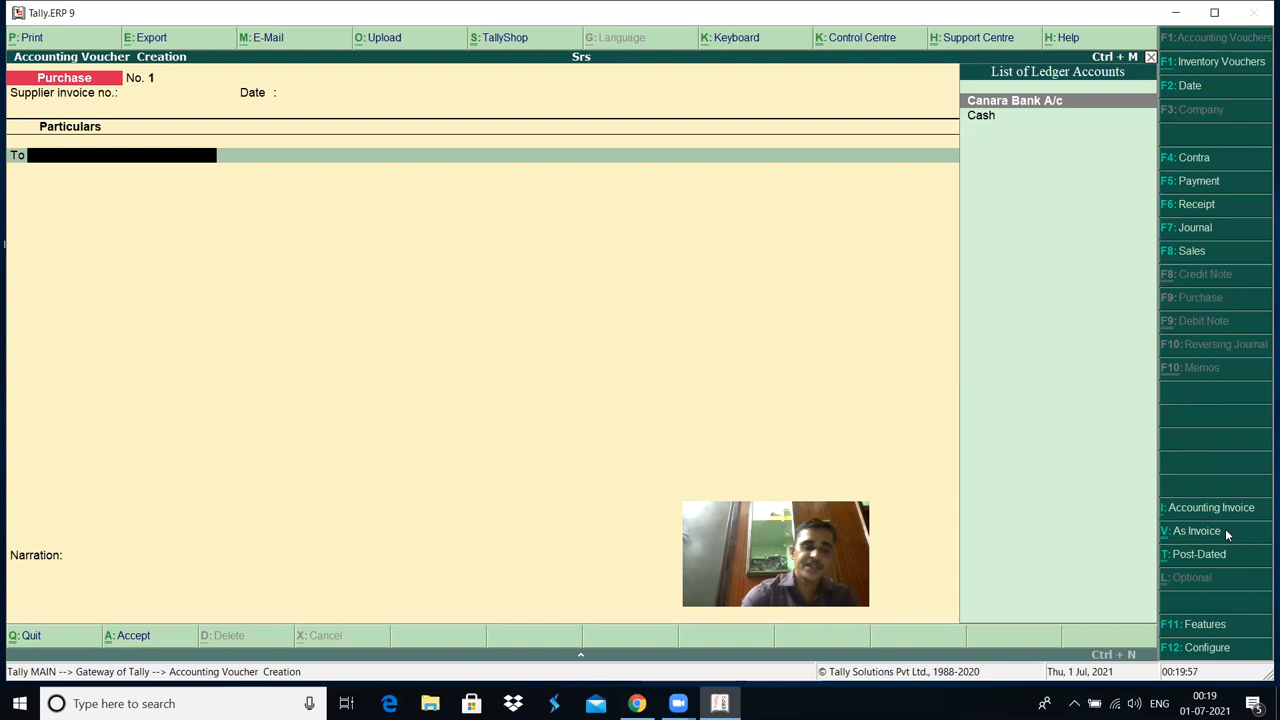 Tally.ERP 9
P: Print
E: Export
M: E-Mail
O: Upload
S: TallyShop
G: Language
K: Keyboard
K: Control Centre
H: Support Centre
H: Help
Accounting Voucher Creation
Srs
Ctrl + M
Purchase No. 1
Supplier invoice no.:
Date :
Particulars
To
Narration:
List of Ledger Accounts
Canara Bank A/c
Cash
F1: Accounting Vouchers
F1: Inventory Vouchers
F2: Date
F3: Company
F4: Contra
F5: Payment
F6: Receipt
F7: Journal
F8: Sales
F8: Credit Note
F9: Purchase
F9: Debit Note
F10: Reversing Journal
F10: Memos
I: Accounting Invoice
V: As Invoice
T: Post-Dated
L: Optional
F11: Features
F12: Configure
Q: Quit
A: Accept
D: Delete
X: Cancel
Ctrl + N
Tally MAIN --> Gateway of Tally --> Accounting Voucher Creation
© Tally Solutions Pvt Ltd., 1988-2020
Thu, 1 Jul, 2021
00:19:57
Type here to search
ENG
00:19
01-07-2021
5